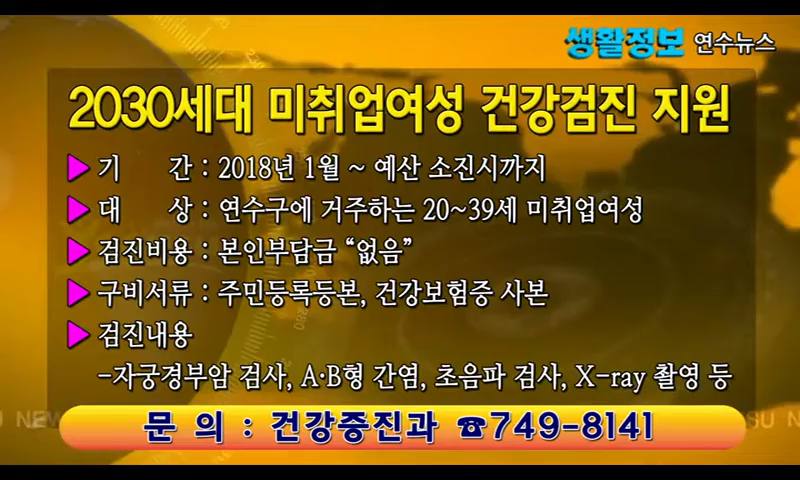 생활정보 연수뉴스
2030세대 미취업여성 건강검진 지원
▶ 기 간 : 2018년 1월 ~ 예산 소진시까지
▶ 대 상 : 연수구에 거주하는 20~39세 미취업여성
▶ 검진비용 : 본인부담금 “없음”
▶ 구비서류 : 주민등록등본, 건강보험증 사본
▶ 검진내용
-자궁경부암 검사, A·B형 간염, 초음파 검사, X-ray 촬영 등
문 의 : 건강증진과 ☎749-8141